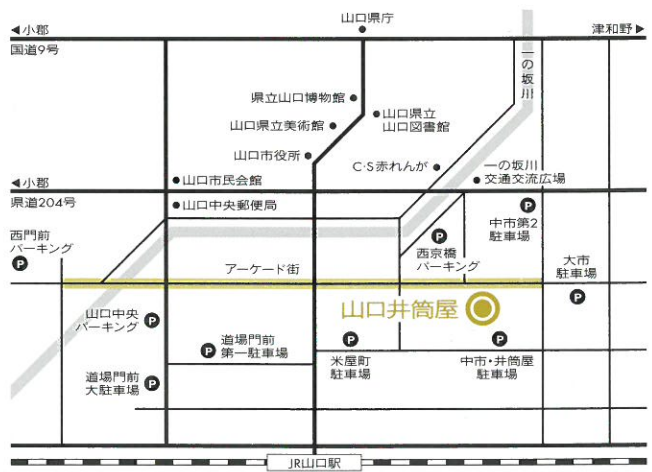 山口県庁
◀小郡
津和野▶
国道9号
一の坂川
県立山口博物館
山口県立美術館
山口県立
山口図書館
山口市役所
C・S赤れんが
一の坂川
交通交流広場
◀小郡
県道204号
山口市民会館
山口中央郵便局
P
中市第2
駐車場
西門前
パーキング
P
P
西京橋
パーキング
大市
駐車場
P
アーケード街
山口井筒屋
山口中央
パーキング
P
P
道場門前
第一駐車場
P
米屋町
駐車場
P
中市・井筒屋
駐車場
道場門前
大駐車場
P
JR山口駅